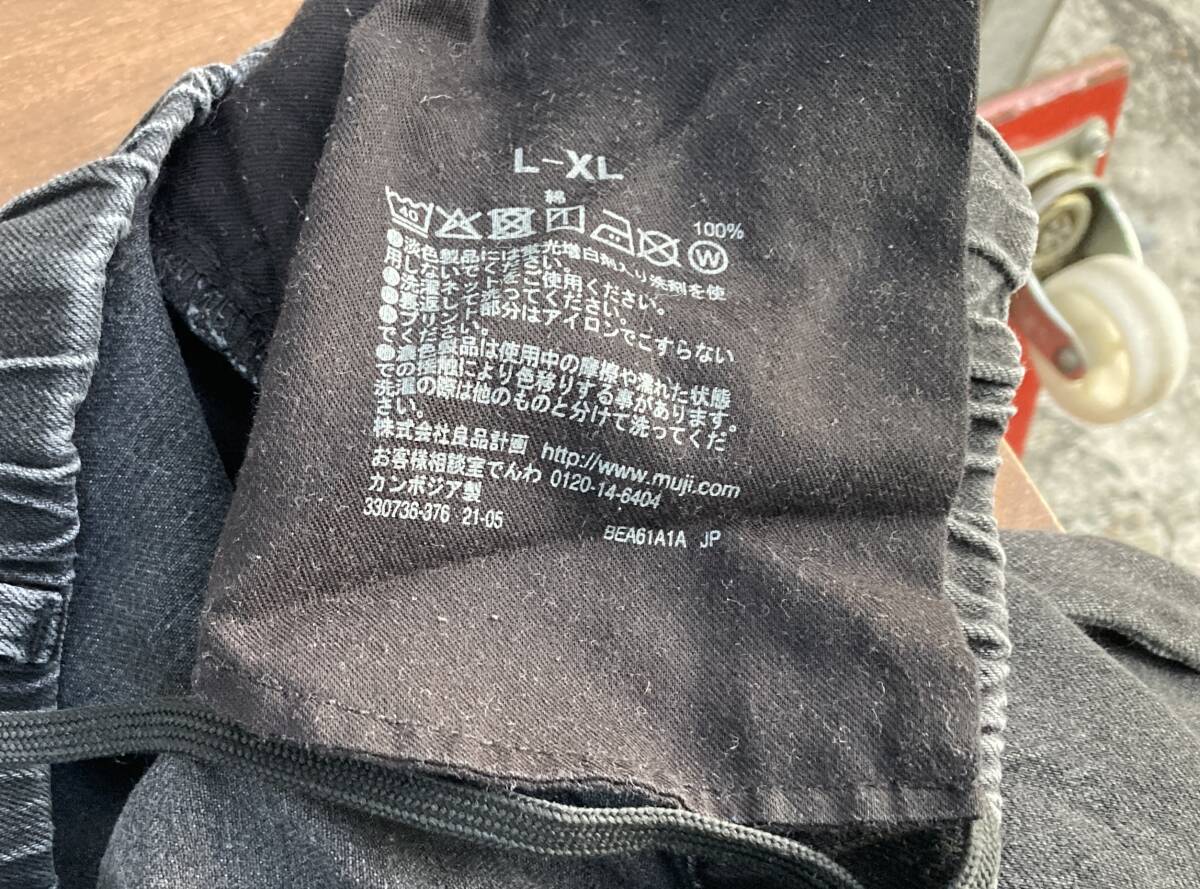 L-XL
綿
100%
40
W
●淡色製品には蛍光増白剤入り洗剤を使
用しないでください。
●洗濯ネットをご使用ください。
●裏返しで洗ってください。
●プリント部分はアイロンでこすらない
でください。
●濃色製品は使用中の摩擦や濡れた状態
での接触により色移りする事があります。
洗濯の際は他のものと分けて洗ってくだ
さい。
株式会社良品計画 http://www.muji.com
お客様相談室でんわ 0120-14-6404
カンボジア製
330736-376 21-05
BEA61A1A JP